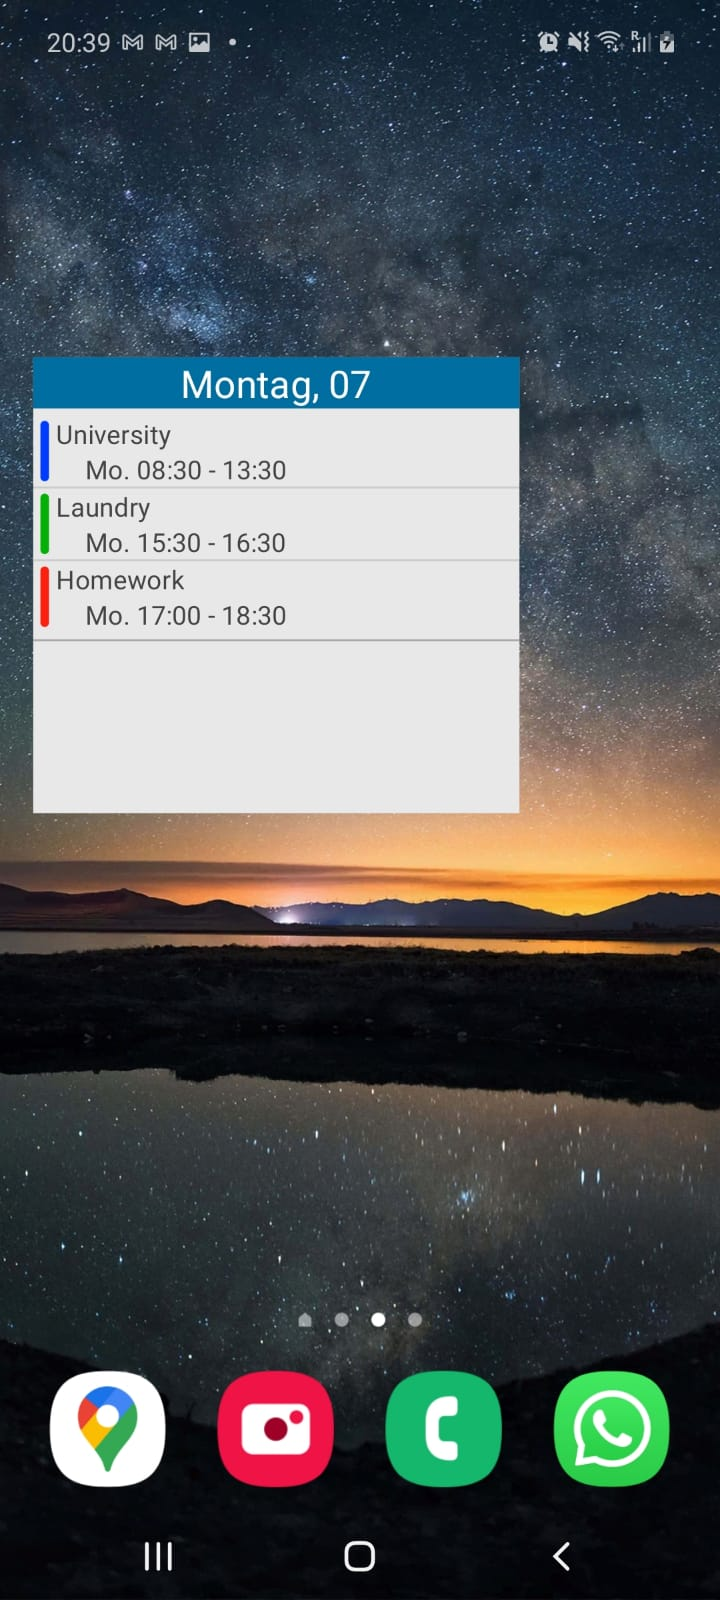 20:39
R
Montag, 07
University
Mo. 08:30 - 13:30
Laundry
Mo. 15:30 - 16:30
Homework
Mo. 17:00 - 18:30